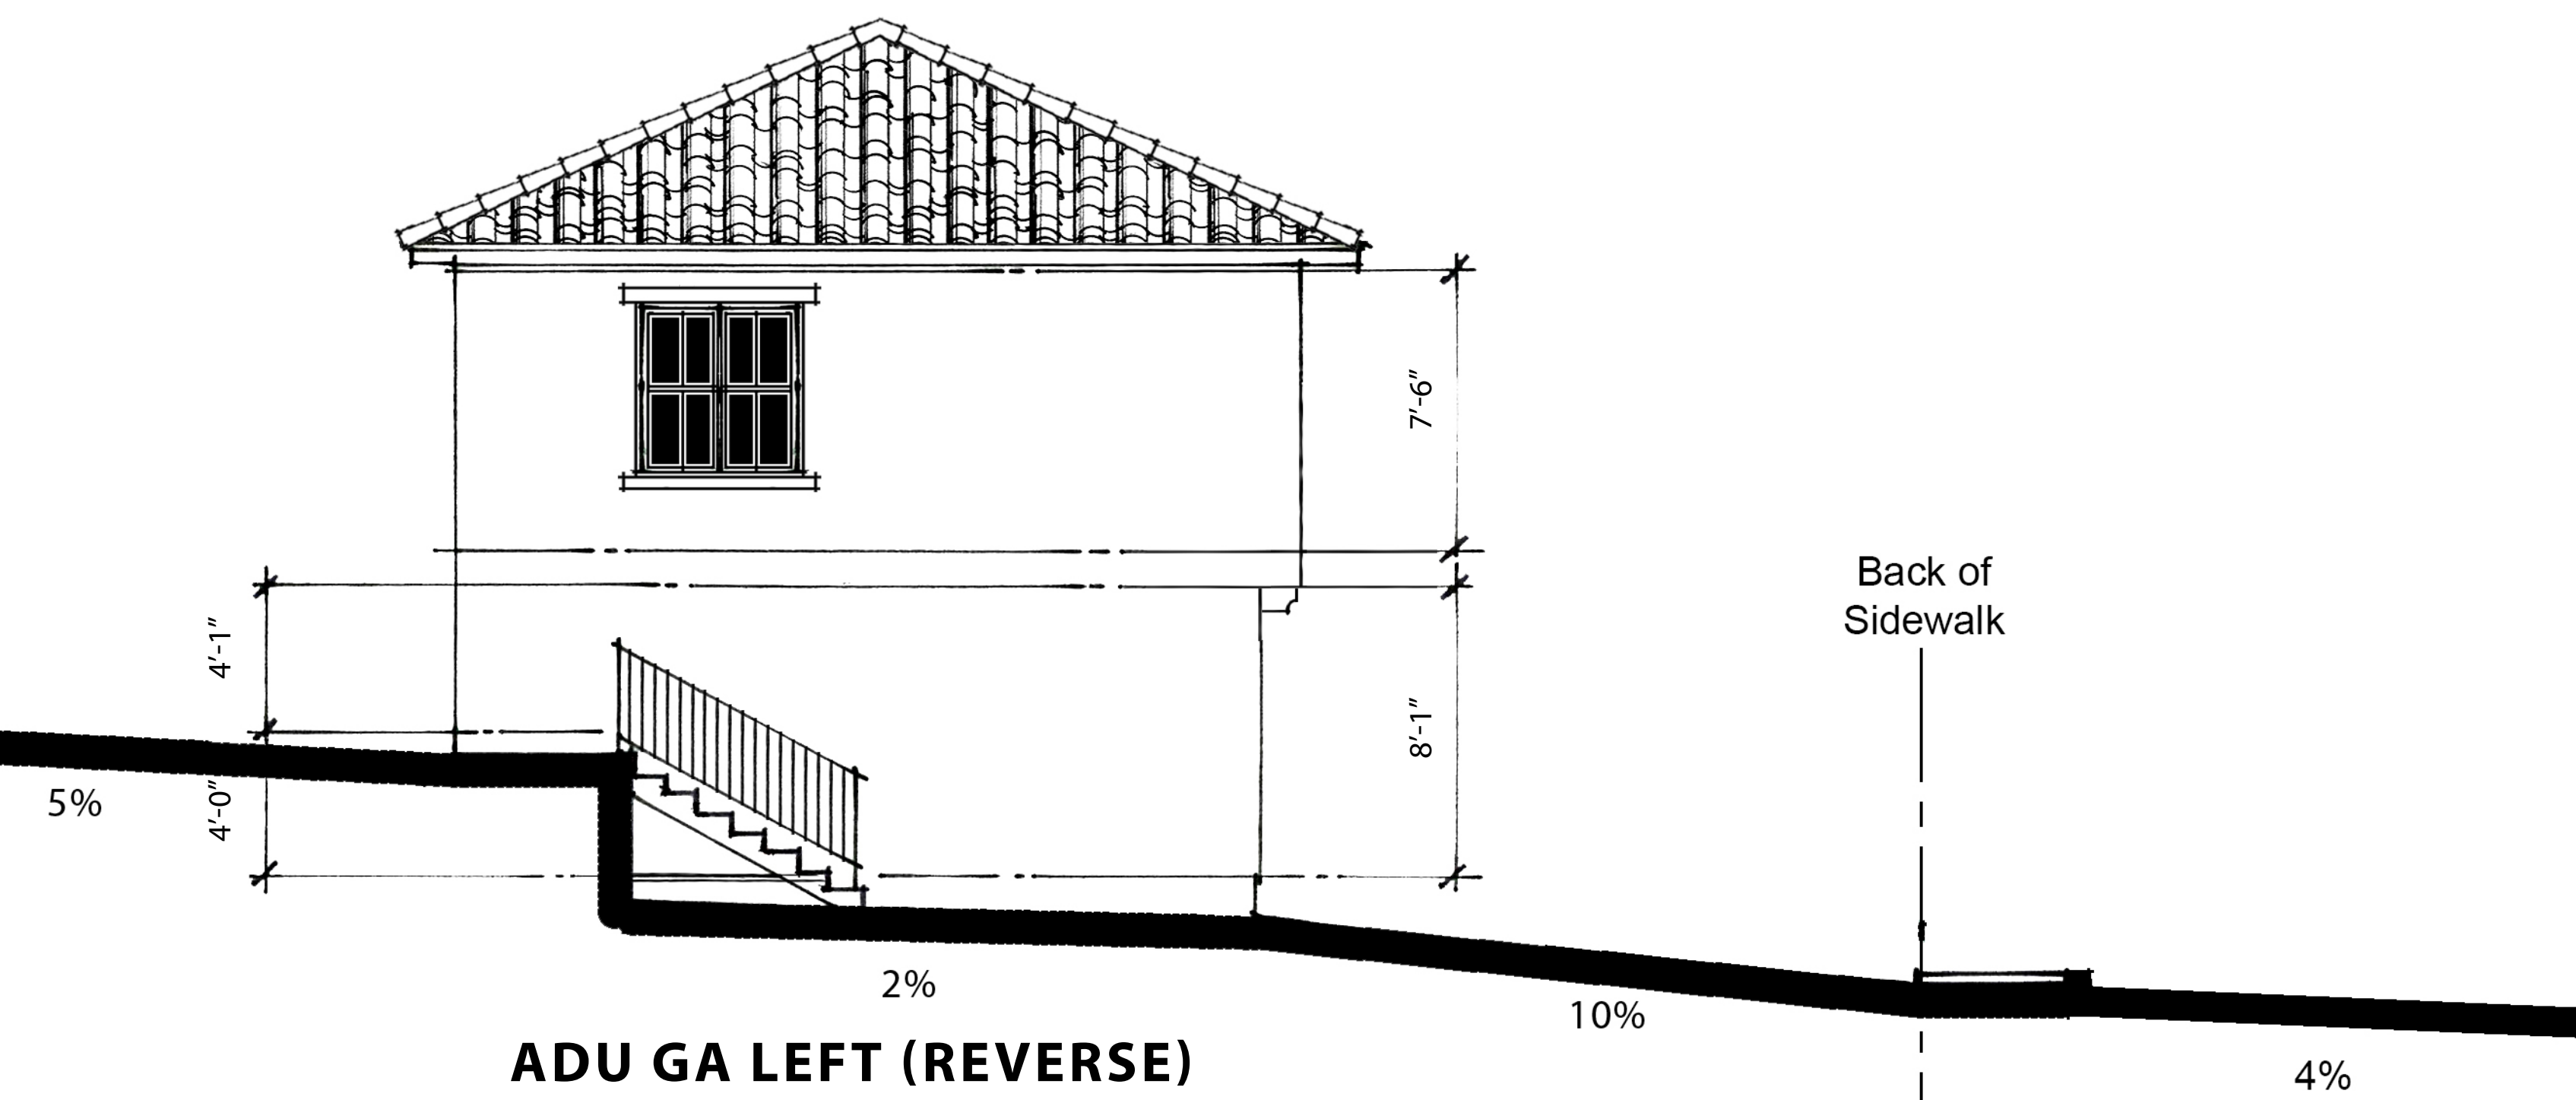 7’-6”
Back of
Sidewalk
4’-1”
8’-1”
4’-0”
5%
2%
10%
4%
ADU GA LEFT (REVERSE)